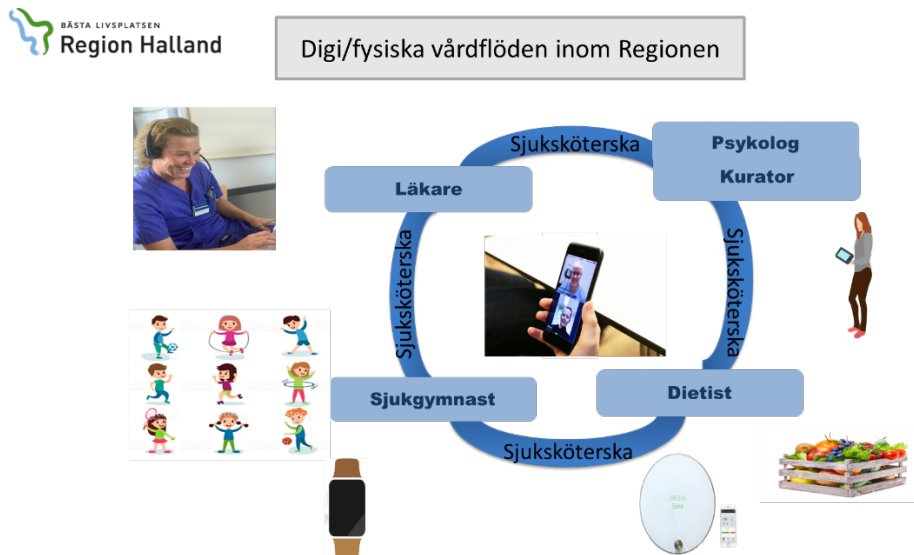 BÄSTA LIVSPLATSEN
Region Halland
Digi/fysiska vårdflöden inom Regionen
Sjuksköterska
Psykolog
Kurator
Läkare
Sjuksköterska
Sjuksköterska
Sjukgymnast
Dietist
Sjuksköterska